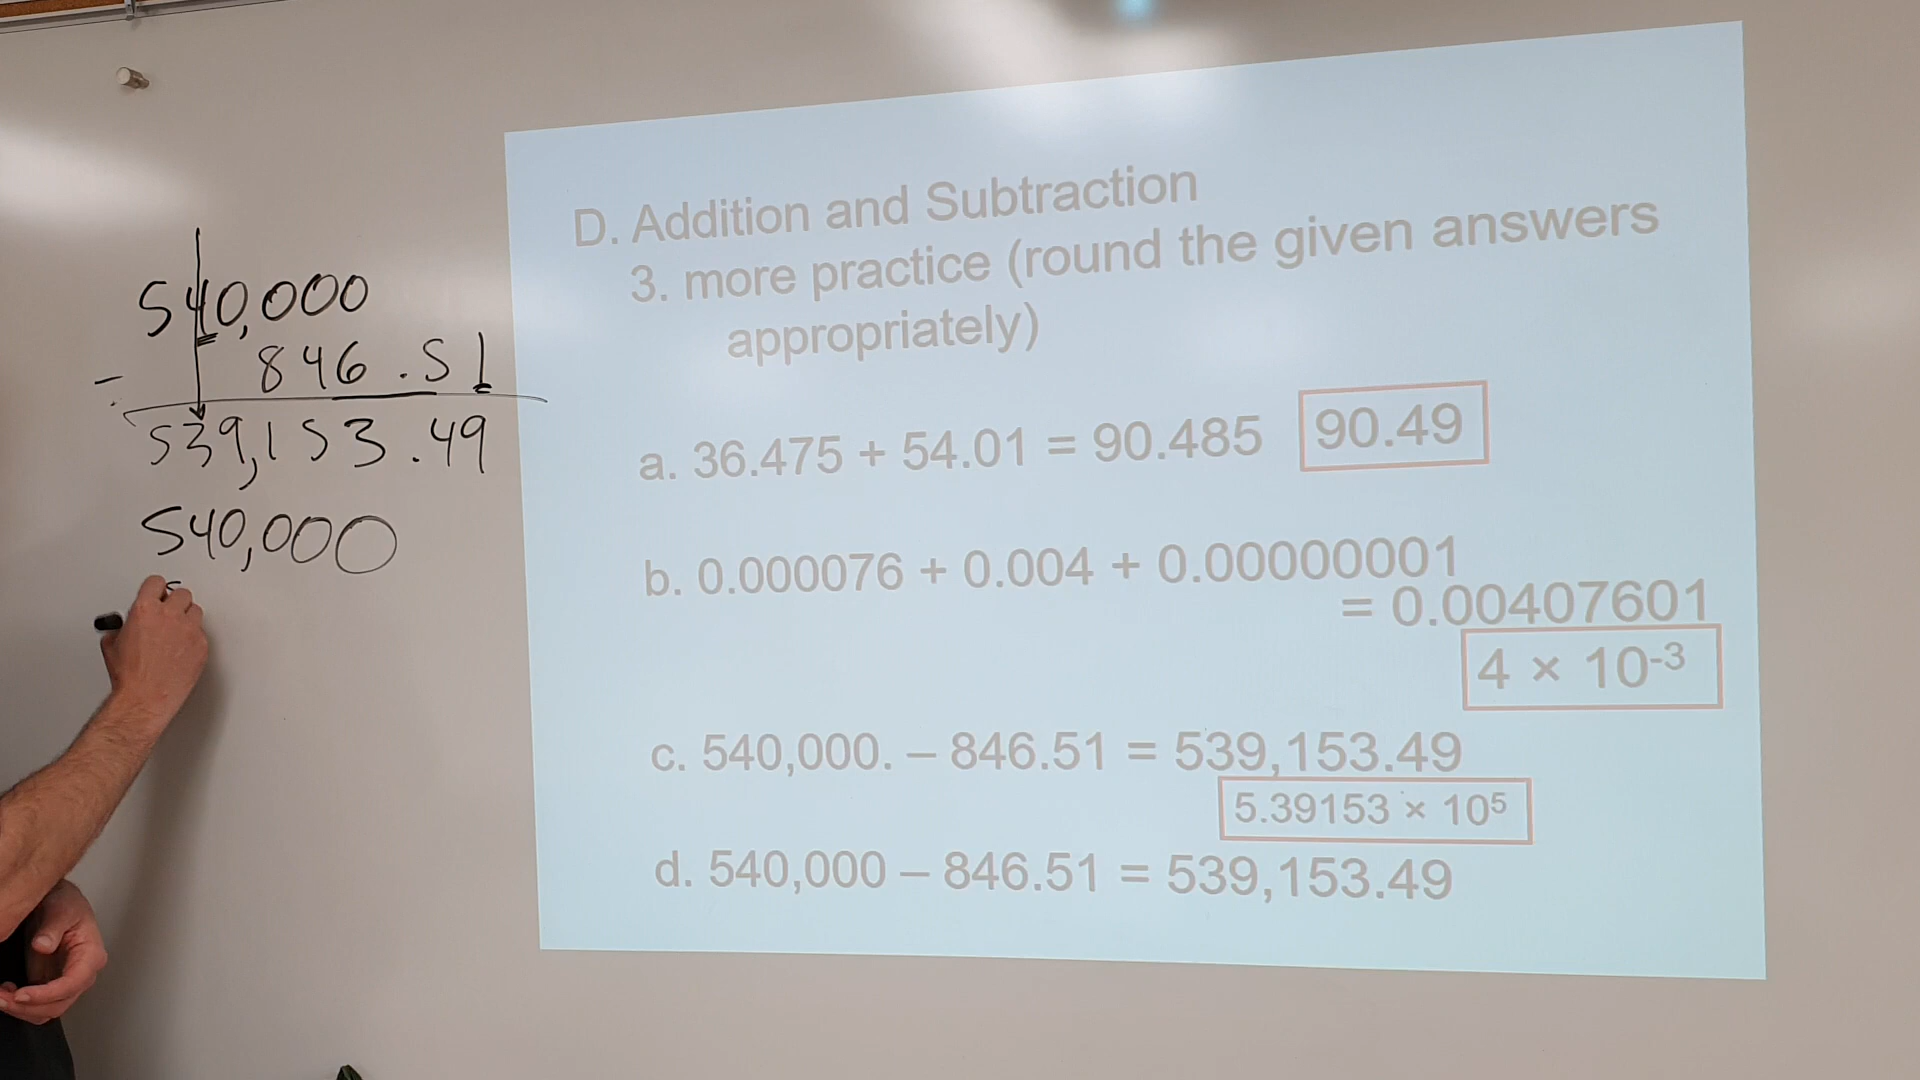 540,000
- 846.51
539,153.49
540,000
5
D. Addition and Subtraction
3. more practice (round the given answers
appropriately)
a. 36.475 + 54.01 = 90.485 90.49
b. 0.000076 + 0.004 + 0.00000001
= 0.00407601
4 × 10⁻³
c. 540,000. – 846.51 = 539,153.49
5.39153 × 10⁵
d. 540,000 – 846.51 = 539,153.49